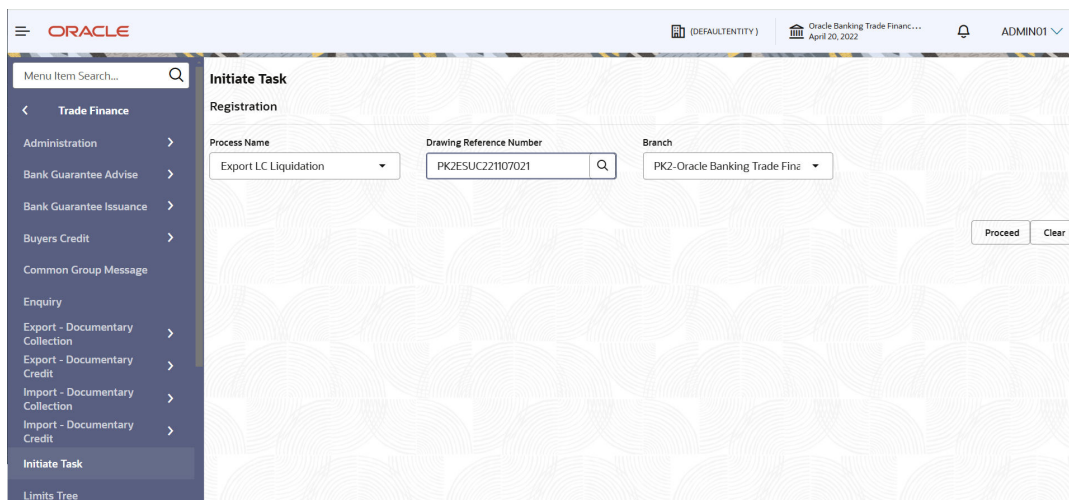 ORACLE
(DEFAULTENTITY )
Oracle Banking Trade Financ...
April 20, 2022
ADMIN01
Menu Item Search...
Trade Finance
Administration
Bank Guarantee Advise
Bank Guarantee Issuance
Buyers Credit
Common Group Message
Enquiry
Export - Documentary
Collection
Export - Documentary
Credit
Import - Documentary
Collection
Import - Documentary
Credit
Initiate Task
Limits Tree
Initiate Task
Registration
Process Name
Drawing Reference Number
Branch
Export LC Liquidation
PK2ESUC221107021
PK2-Oracle Banking Trade Fina
Proceed
Clear